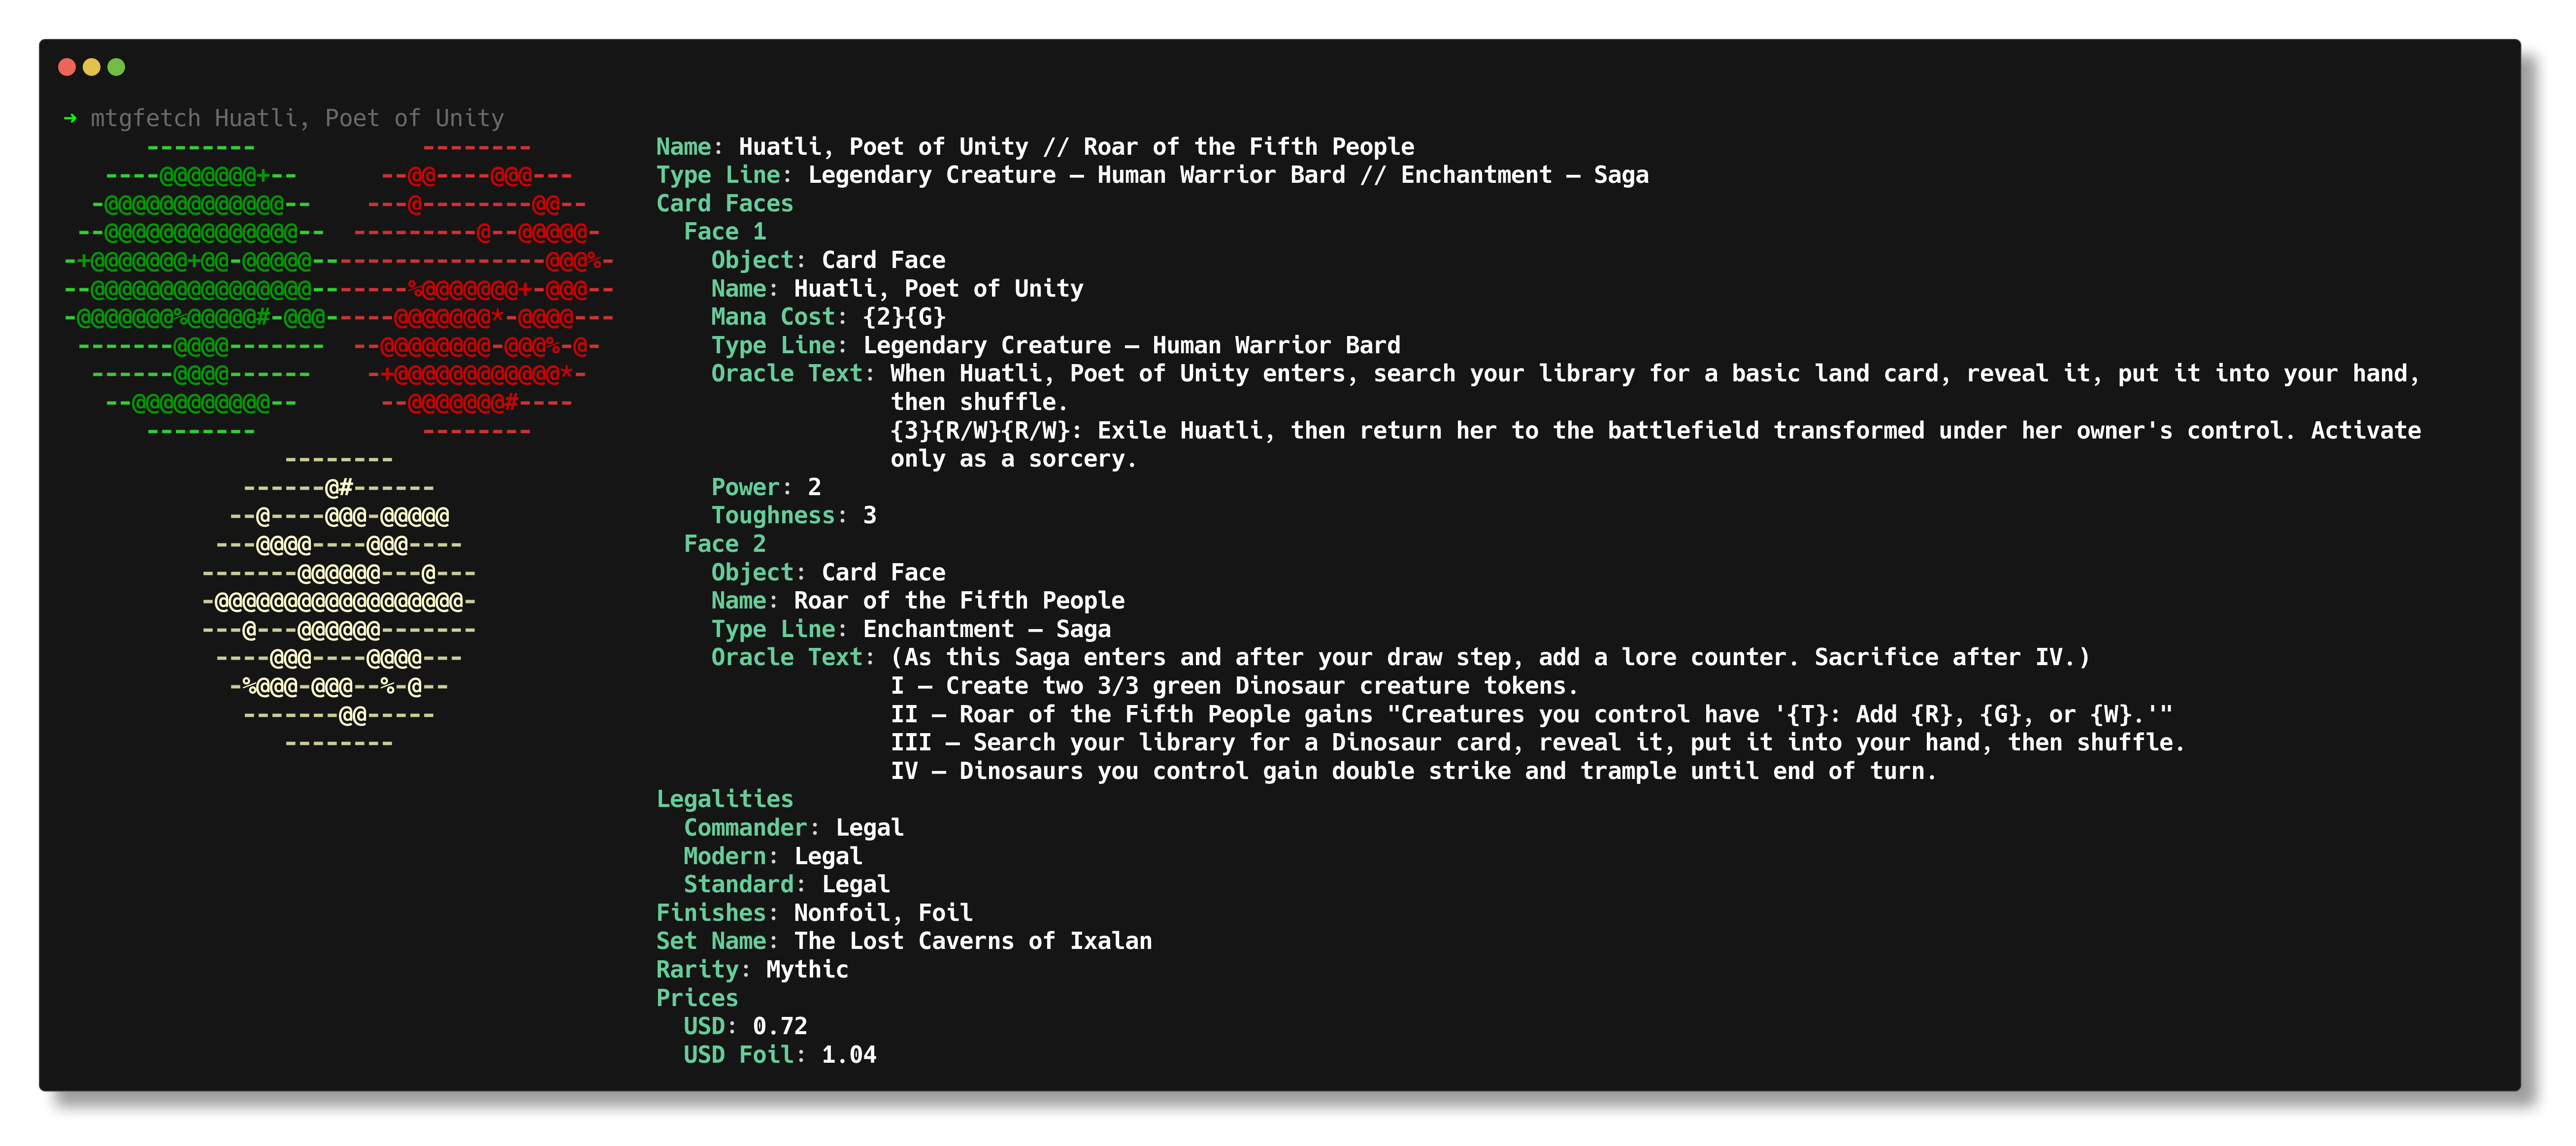 ➜ mtgfetch Huatli, Poet of Unity
Name: Huatli, Poet of Unity // Roar of the Fifth People
Type Line: Legendary Creature — Human Warrior Bard // Enchantment — Saga
Card Faces
Face 1
Object: Card Face
Name: Huatli, Poet of Unity
Mana Cost: {2}{G}
Type Line: Legendary Creature — Human Warrior Bard
Oracle Text: When Huatli, Poet of Unity enters, search your library for a basic land card, reveal it, put it into your hand,
then shuffle.
{3}{R/W}{R/W}: Exile Huatli, then return her to the battlefield transformed under her owner's control. Activate
only as a sorcery.
Power: 2
Toughness: 3
Face 2
Object: Card Face
Name: Roar of the Fifth People
Type Line: Enchantment — Saga
Oracle Text: (As this Saga enters and after your draw step, add a lore counter. Sacrifice after IV.)
I — Create two 3/3 green Dinosaur creature tokens.
II — Roar of the Fifth People gains "Creatures you control have '{T}: Add {R}, {G}, or {W}.'"
III — Search your library for a Dinosaur card, reveal it, put it into your hand, then shuffle.
IV — Dinosaurs you control gain double strike and trample until end of turn.
Legalities
Commander: Legal
Modern: Legal
Standard: Legal
Finishes: Nonfoil, Foil
Set Name: The Lost Caverns of Ixalan
Rarity: Mythic
Prices
USD: 0.72
USD Foil: 1.04